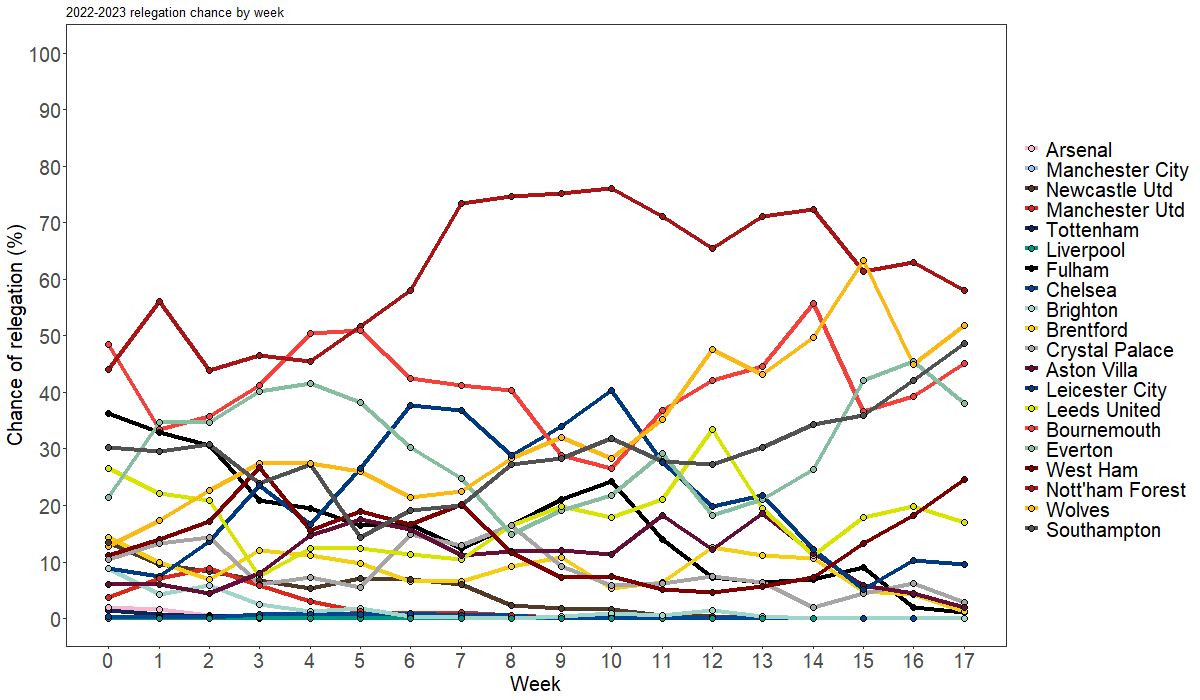 2022-2023 relegation chance by week
100
90
80
70
60
50
40
30
20
10
0
Chance of relegation (%)
0 1 2 3 4 5 6 7 8 9 10 11 12 13 14 15 16 17
Week
Arsenal
Manchester City
Newcastle Utd
Manchester Utd
Tottenham
Liverpool
Fulham
Chelsea
Brighton
Brentford
Crystal Palace
Aston Villa
Leicester City
Leeds United
Bournemouth
Everton
West Ham
Nott'ham Forest
Wolves
Southampton